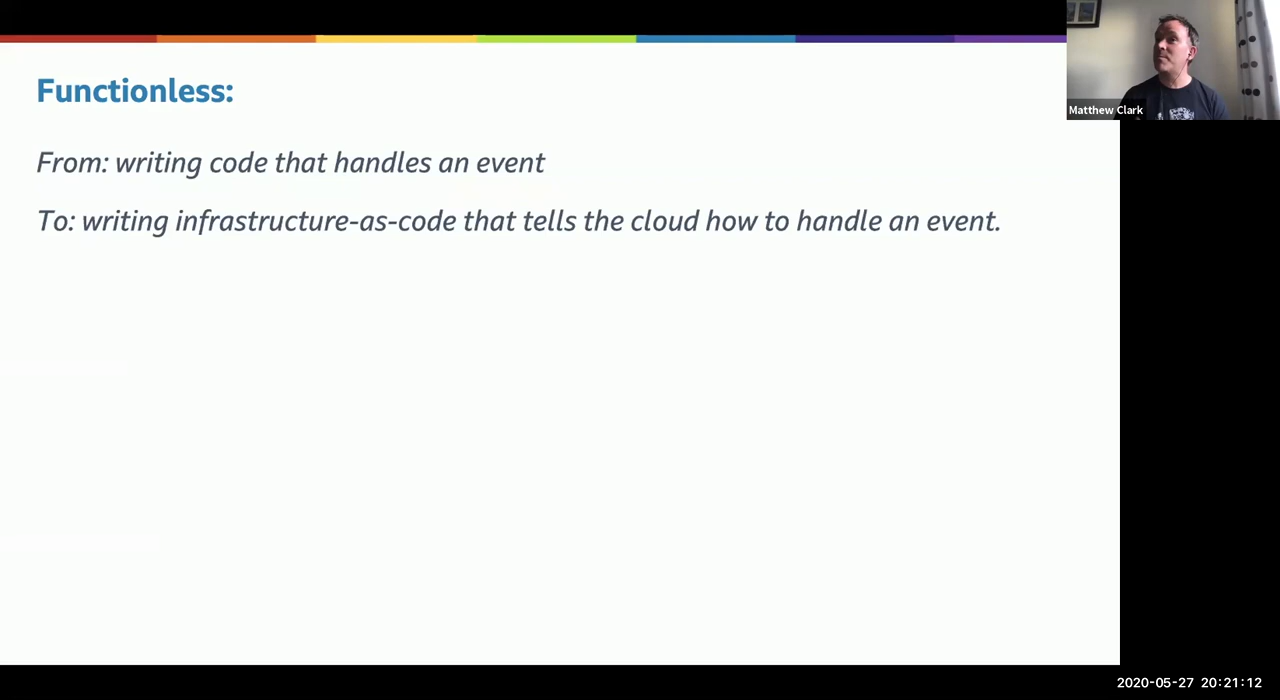 Functionless:
From: writing code that handles an event
To: writing infrastructure-as-code that tells the cloud how to handle an event.
Matthew Clark
2020-05-27 20:21:12